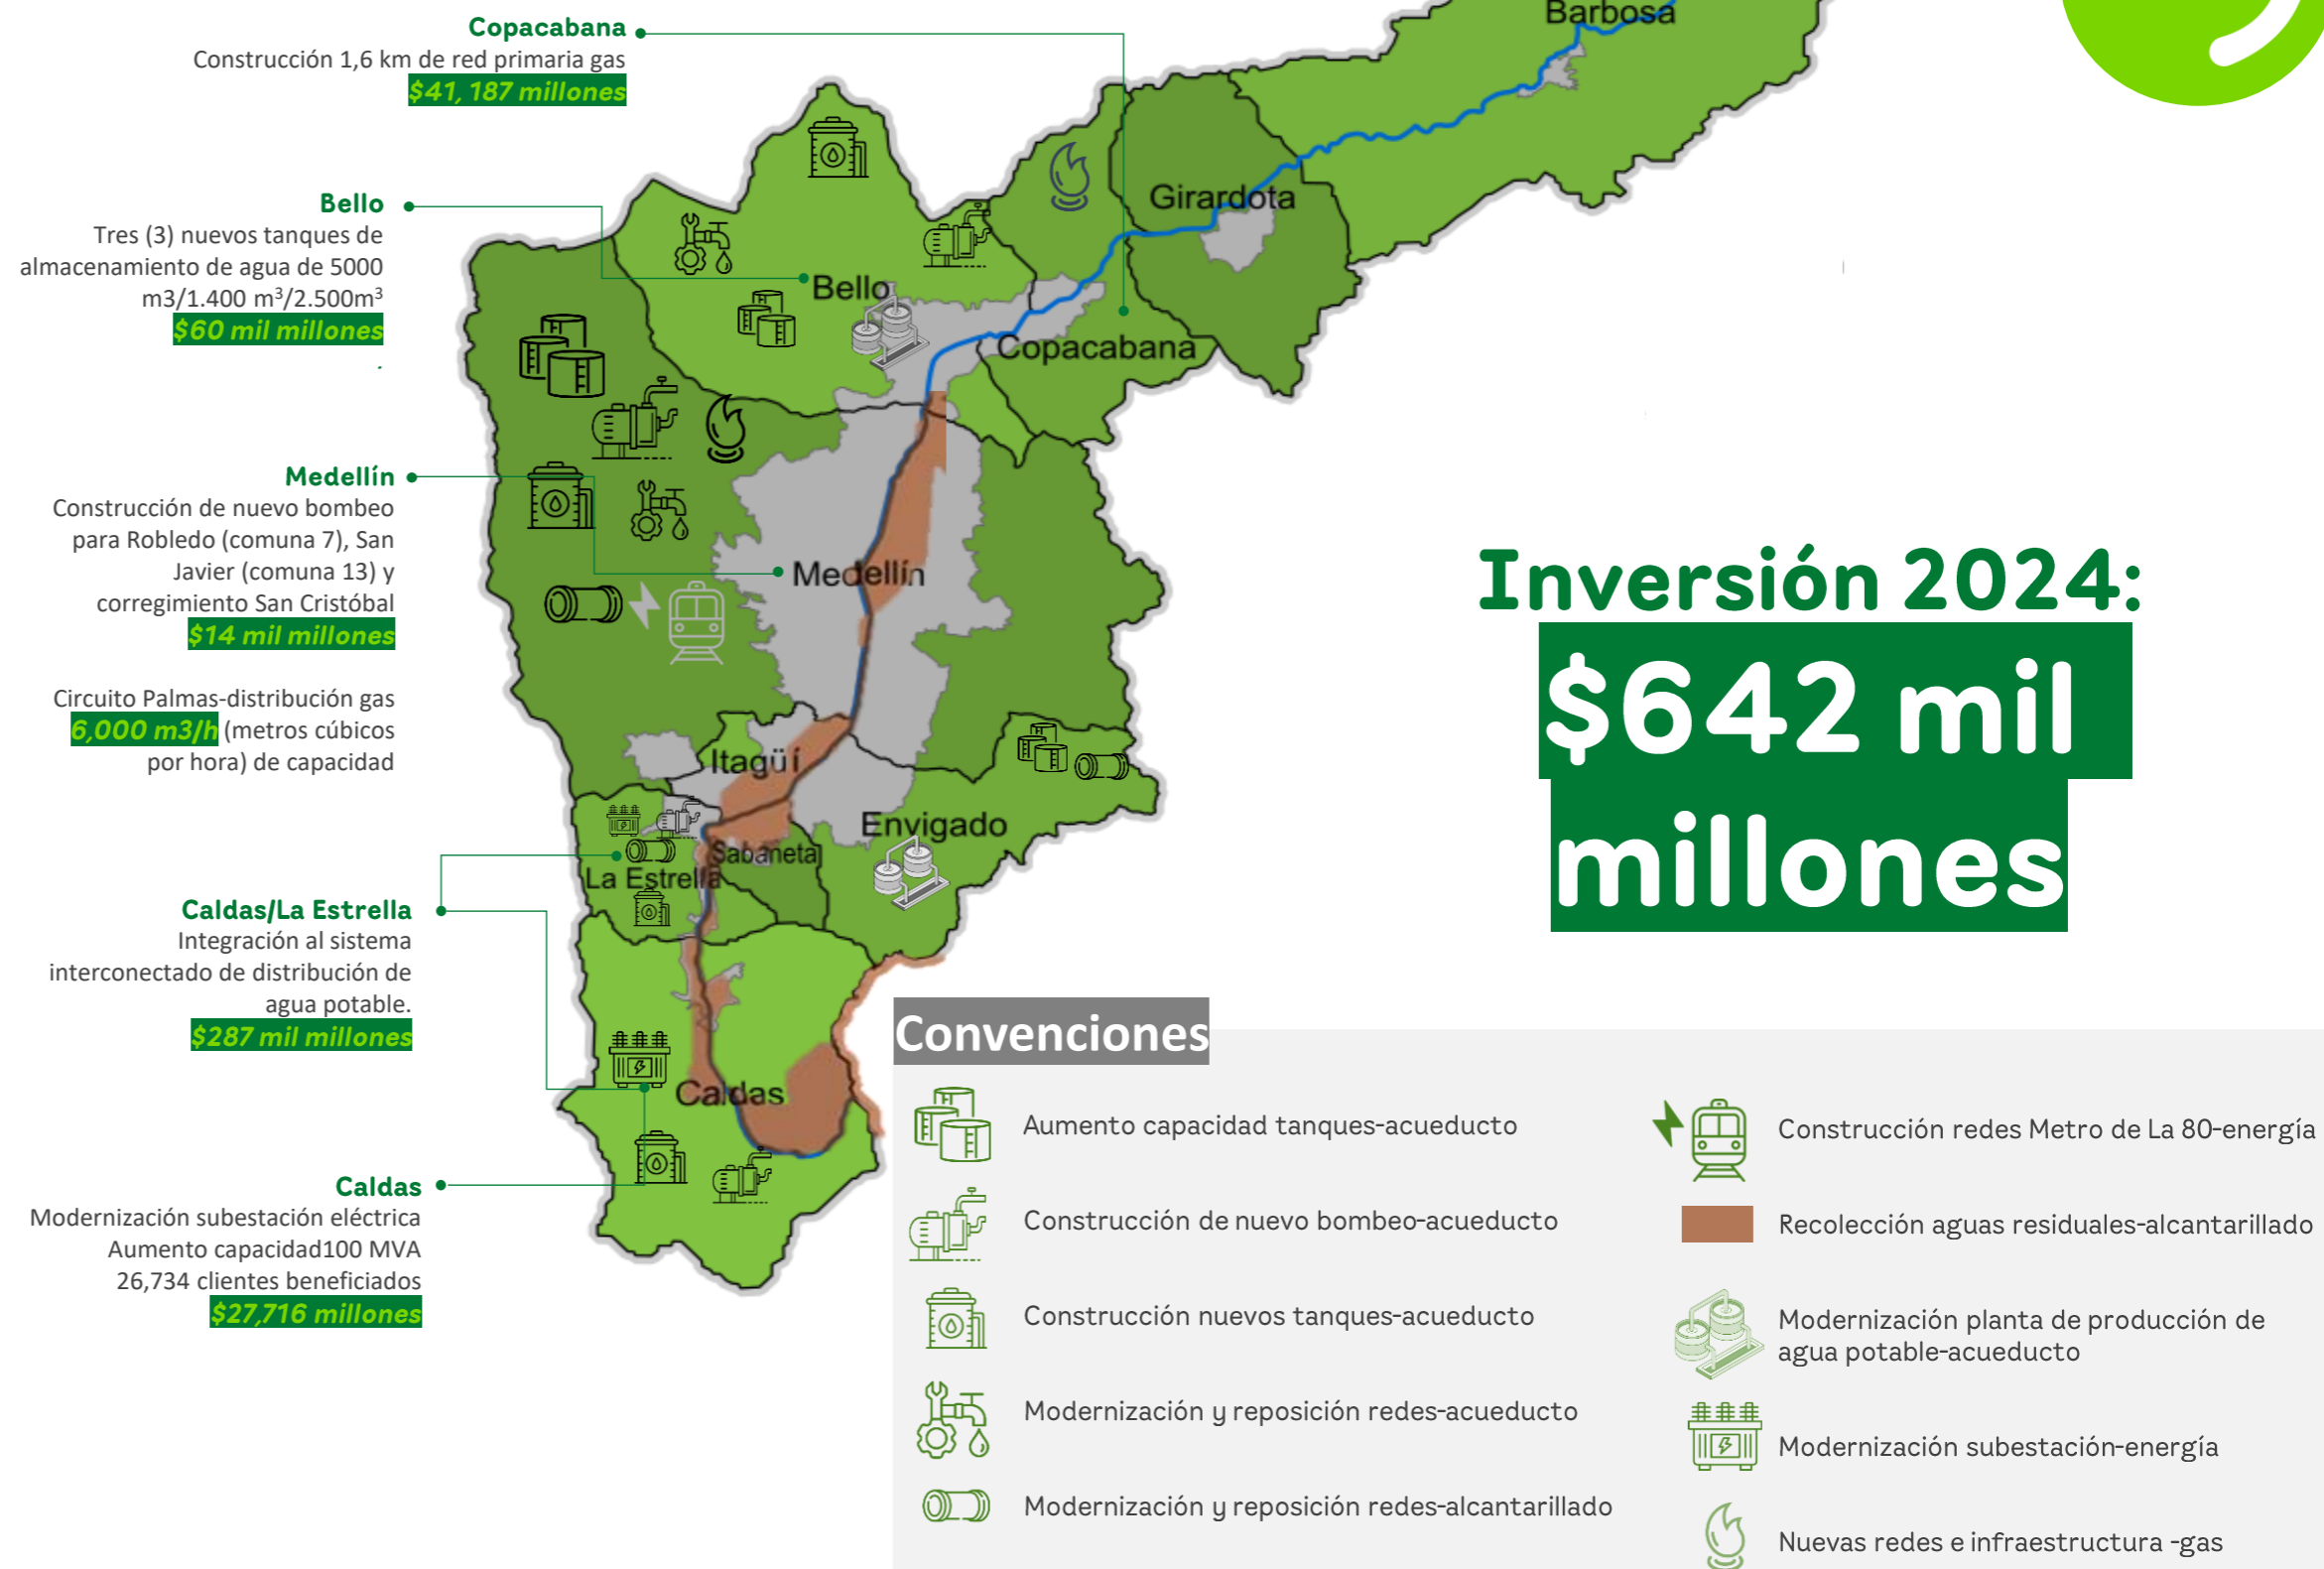 Copacabana
Construcción 1,6 km de red primaria gas
$41, 187 millones
Bello
Tres (3) nuevos tanques de
almacenamiento de agua de 5000
m3/1.400 m³/2.500m³
$60 mil millones
.
Medellín
Construcción de nuevo bombeo
para Robledo (comuna 7), San
Javier (comuna 13) y
corregimiento San Cristóbal
$14 mil millones
Circuito Palmas-distribución gas
6,000 m3/h (metros cúbicos
por hora) de capacidad
Caldas/La Estrella
Integración al sistema
interconectado de distribución de
agua potable.
$287 mil millones
Caldas
Modernización subestación eléctrica
Aumento capacidad100 MVA
26,734 clientes beneficiados
$27,716 millones
Barbosa
Girardota
Bello
Copacabana
Medellín
Itagüí
Envigado
Sabaneta
La Estrella
Caldas
Inversión 2024:
$642 mil
millones
Convenciones
Aumento capacidad tanques-acueducto
Construcción de nuevo bombeo-acueducto
Construcción nuevos tanques-acueducto
Modernización y reposición redes-acueducto
Modernización y reposición redes-alcantarillado
Construcción redes Metro de La 80-energía
Recolección aguas residuales-alcantarillado
Modernización planta de producción de
agua potable-acueducto
Modernización subestación-energía
Nuevas redes e infraestructura -gas